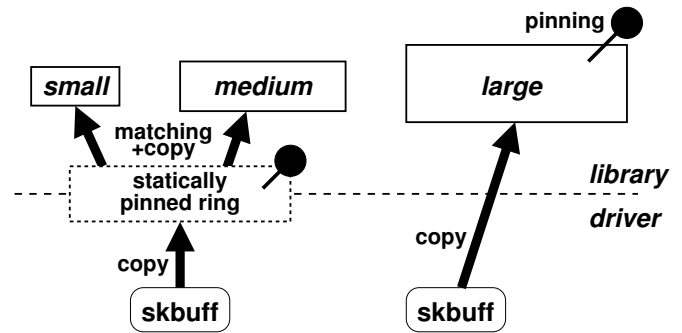 pinning
small
medium
large
matching
+copy
statically
pinned ring
library
driver
copy
copy
skbuff
skbuff